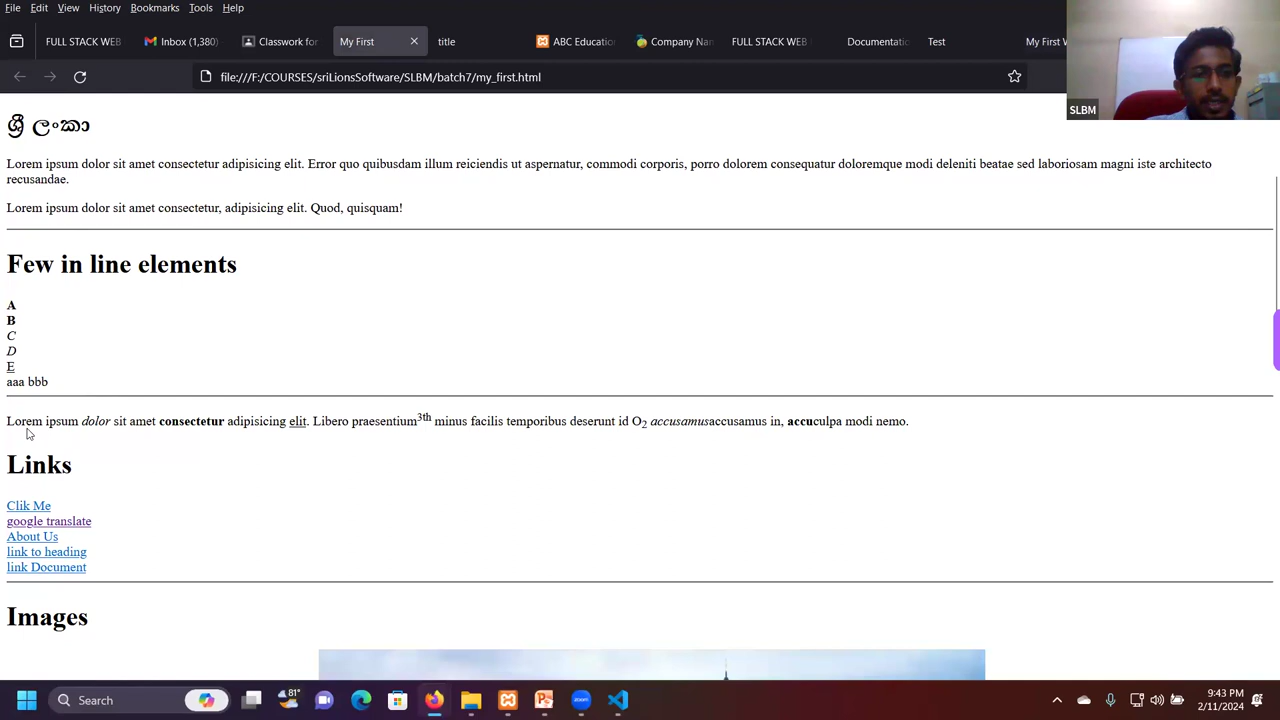 File Edit View History Bookmarks Tools Help
FULL STACK WEB Inbox (1,380) Classwork for My First title ABC Educatio Company Nan FULL STACK WEB Documentatio Test My First W
file:///F:/COURSES/sriLionsSoftware/SLBM/batch7/my_first.html
SLBM
ශ්‍රී ලංකා
Lorem ipsum dolor sit amet consectetur adipisicing elit. Error quo quibusdam illum reiciendis ut aspernatur, commodi corporis, porro dolorem consequatur doloremque modi deleniti beatae sed laboriosam magni iste architecto
recusandae.
Lorem ipsum dolor sit amet consectetur, adipisicing elit. Quod, quisquam!
Few in line elements
A
B
C
D
E
aaa bbb
Lorem ipsum dolor sit amet consectetur adipisicing elit. Libero praesentium3th minus facilis temporibus deserunt id O2 accusamusaccusamus in, accuculpa modi nemo.
Links
Clik Me
google translate
About Us
link to heading
link Document
Images
Search 81° 9:43 PM
2/11/2024